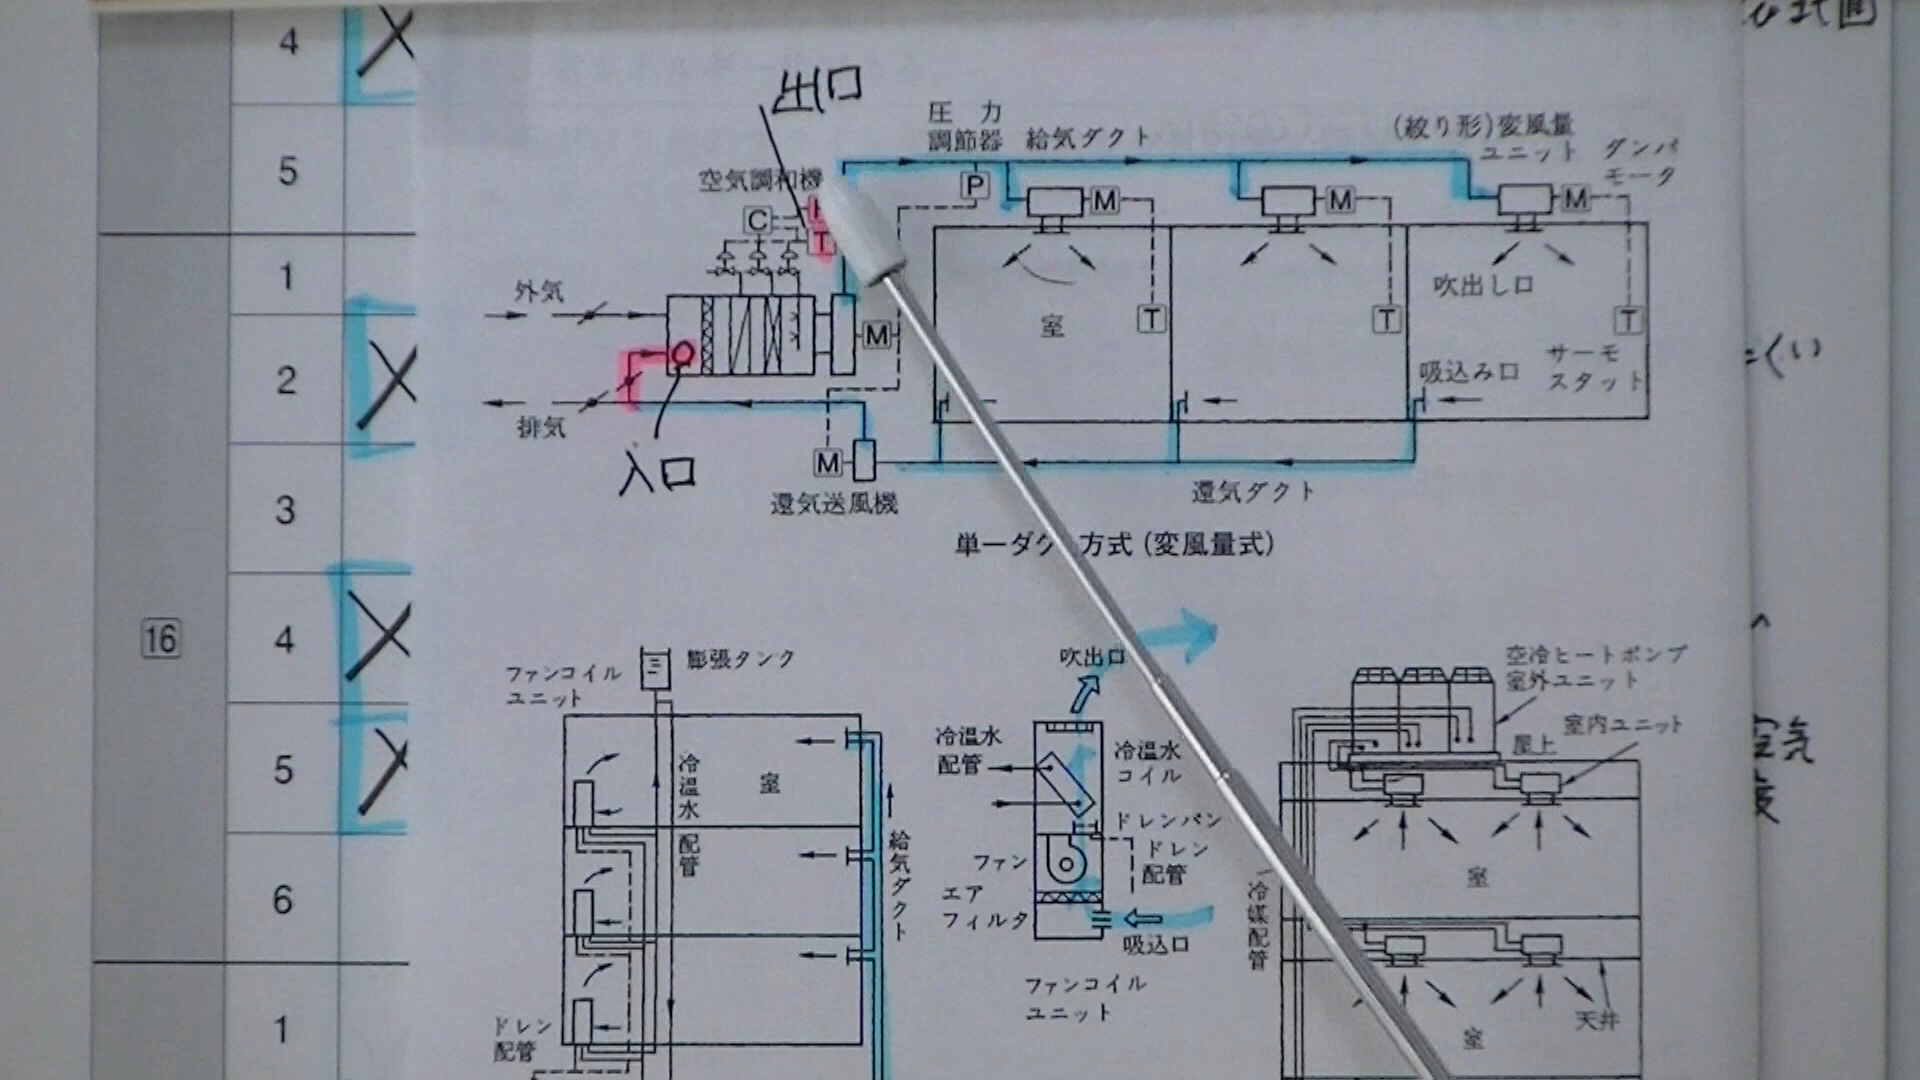 4
5
1
2
3
16
4
5
6
1
出口
圧力
調節器
給気ダクト
(絞り形)変風量
ユニット
ダンパ
モータ
空気調和機
P
M
M
M
C
T
外気
排気
入口
M
M
還気送風機
室
T
T
T
吹出し口
吸込み口
サーモ
スタット
還気ダクト
方式(変風量式)
ファンコイル
ユニット
膨張タンク
冷温水配管
室
給気ダクト
ドレン
配管
吹出口
冷温水
配管
冷温水
コイル
ドレンパン
ドレン
配管
ファン
エア
フィルタ
吸込口
ファンコイル
ユニット
空冷ヒートポンプ
室外ユニット
室内ユニット
屋上
室
冷媒配管
天井
室
くい
空気